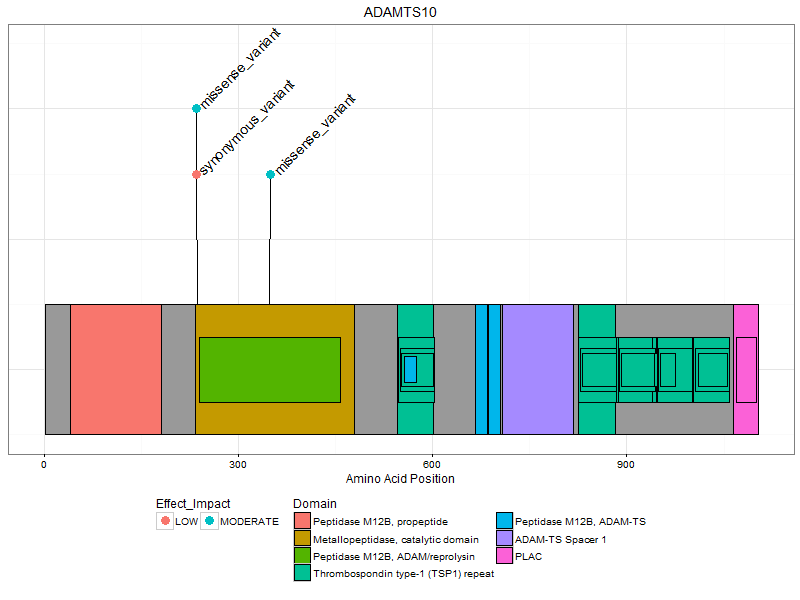 ADAMTS10
missense_variant
synonymous_variant
missense_variant
0 300 600 900
Amino Acid Position
Effect_Impact
LOW MODERATE
Domain
Peptidase M12B, propeptide
Metallopeptidase, catalytic domain
Peptidase M12B, ADAM/reprolysin
Thrombospondin type-1 (TSP1) repeat
Peptidase M12B, ADAM-TS
ADAM-TS Spacer 1
PLAC